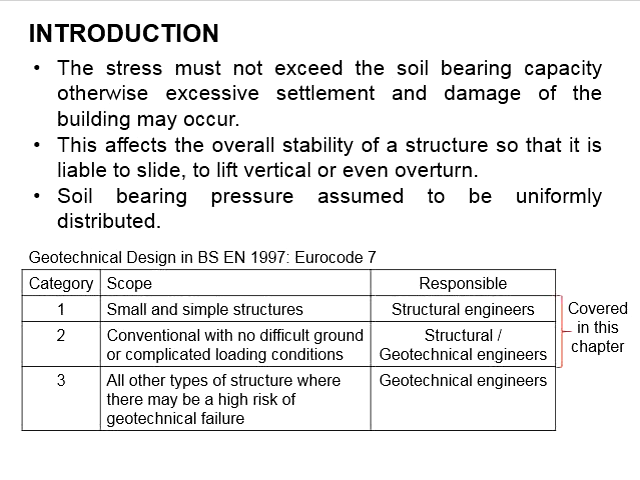 INTRODUCTION
• The stress must not exceed the soil bearing capacity
otherwise excessive settlement and damage of the
building may occur.
• This affects the overall stability of a structure so that it is
liable to slide, to lift vertical or even overturn.
• Soil bearing pressure assumed to be uniformly
distributed.
Geotechnical Design in BS EN 1997: Eurocode 7
Category Scope Responsible
1 Small and simple structures Structural engineers
2 Conventional with no difficult ground Structural /
or complicated loading conditions Geotechnical engineers
3 All other types of structure where Geotechnical engineers
there may be a high risk of
geotechnical failure
Covered
in this
chapter